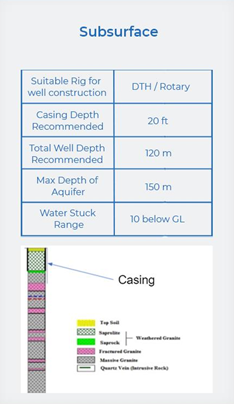 Subsurface
Suitable Rig for
well construction
DTH / Rotary
Casing Depth
Recommended
20 ft
Total Well Depth
Recommended
120 m
Max Depth of
Aquifer
150 m
Water Stuck
Range
10 below GL
Casing
Top Soil
Saprolite
Saprock
Weathered Granite
Fractured Granite
Massive Granite
Quartz Vein (Intrusive Rock)